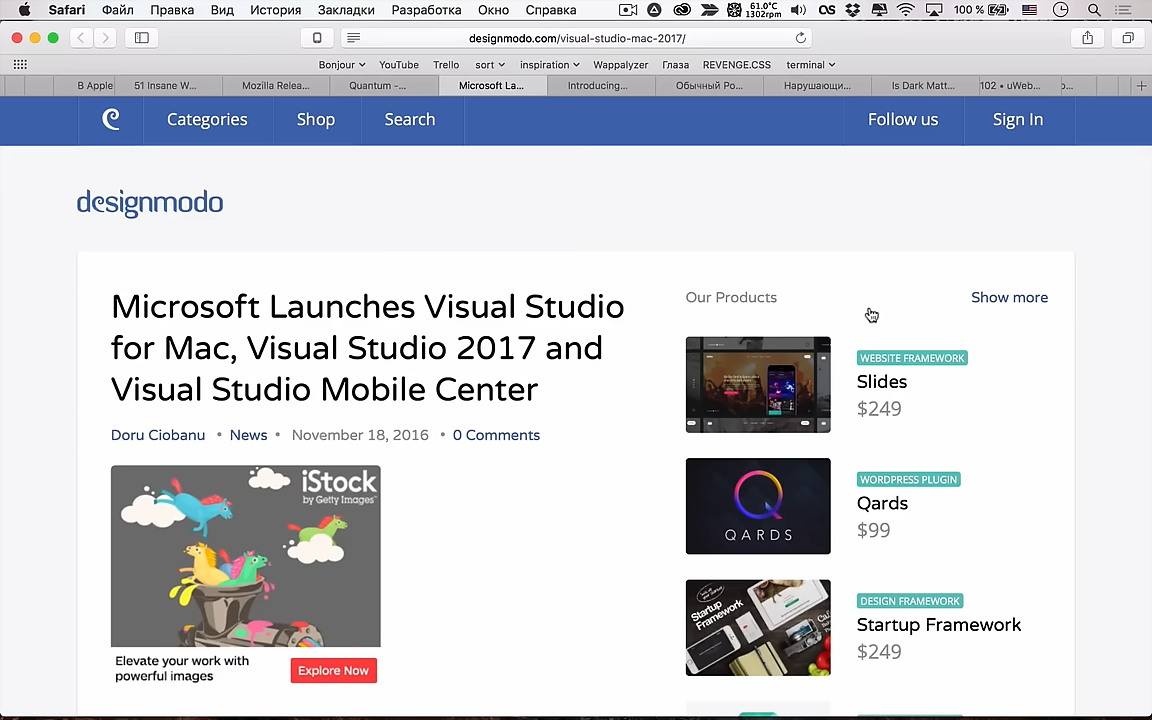 Safari Файл Правка Вид История Закладки Разработка Окно Справка 61.0°C 1302rpm 100 %
designmodo.com/visual-studio-mac-2017/
Bonjour YouTube Trello sort inspiration Wappalyzer Глаза REVENGE.CSS terminal
B Apple 51 Insane W... Mozilla Relea... Quantum -... Microsoft La... Introducing... Обычный Ро... Нарушающи... Is Dark Matt... 102 • uWeb...
Categories Shop Search Follow us Sign In
designmodo
Microsoft Launches Visual Studio
for Mac, Visual Studio 2017 and
Visual Studio Mobile Center
Doru Ciobanu • News • November 18, 2016 • 0 Comments
iStock
by Getty Images™
Elevate your work with
powerful images
Explore Now
Our Products Show more
WEBSITE FRAMEWORK
Slides
$249
QARDS
WORDPRESS PLUGIN
Qards
$99
Startup
Framework
DESIGN FRAMEWORK
Startup Framework
$249